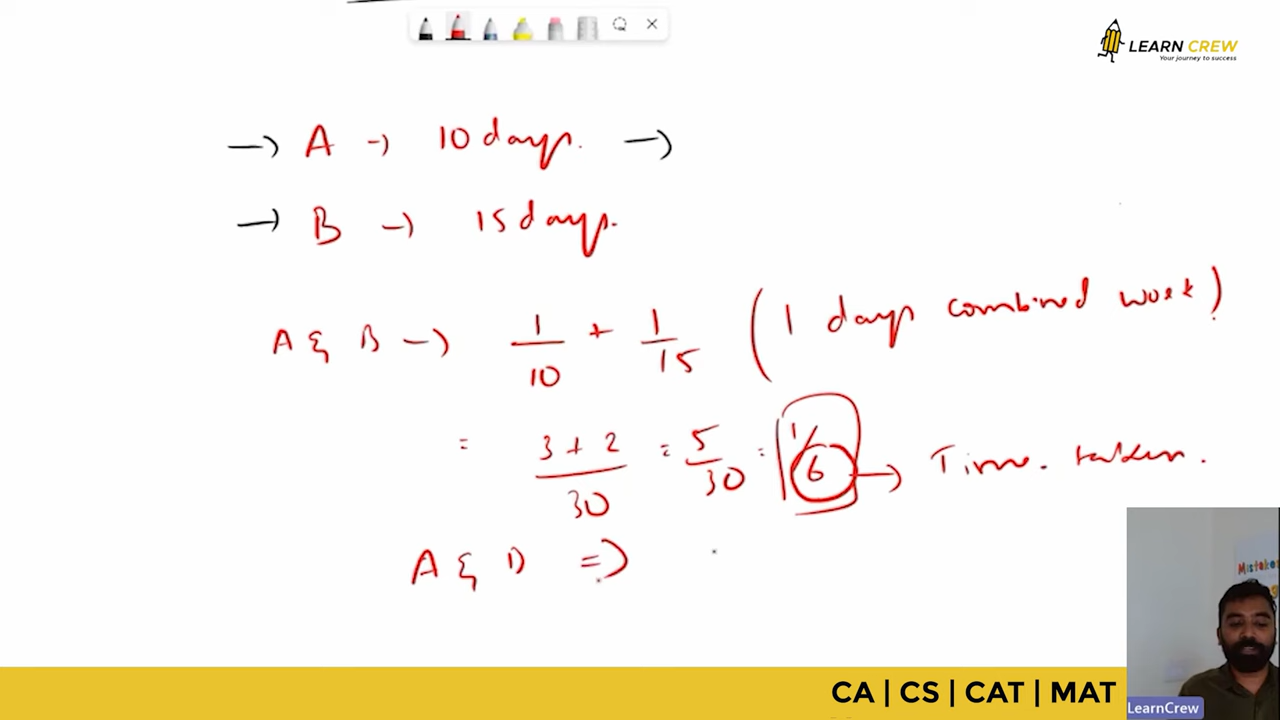 LEARN CREW
Your journey to success
→ A → 10 days. →
→ B → 15 days.
A & B → 1/10 + 1/15 (1 days combined work)
= 3 + 2/30 = 5/30 = 1/6 → Time taken.
A & B =>
Mistakes
CA | CS | CAT | MAT
LearnCrew